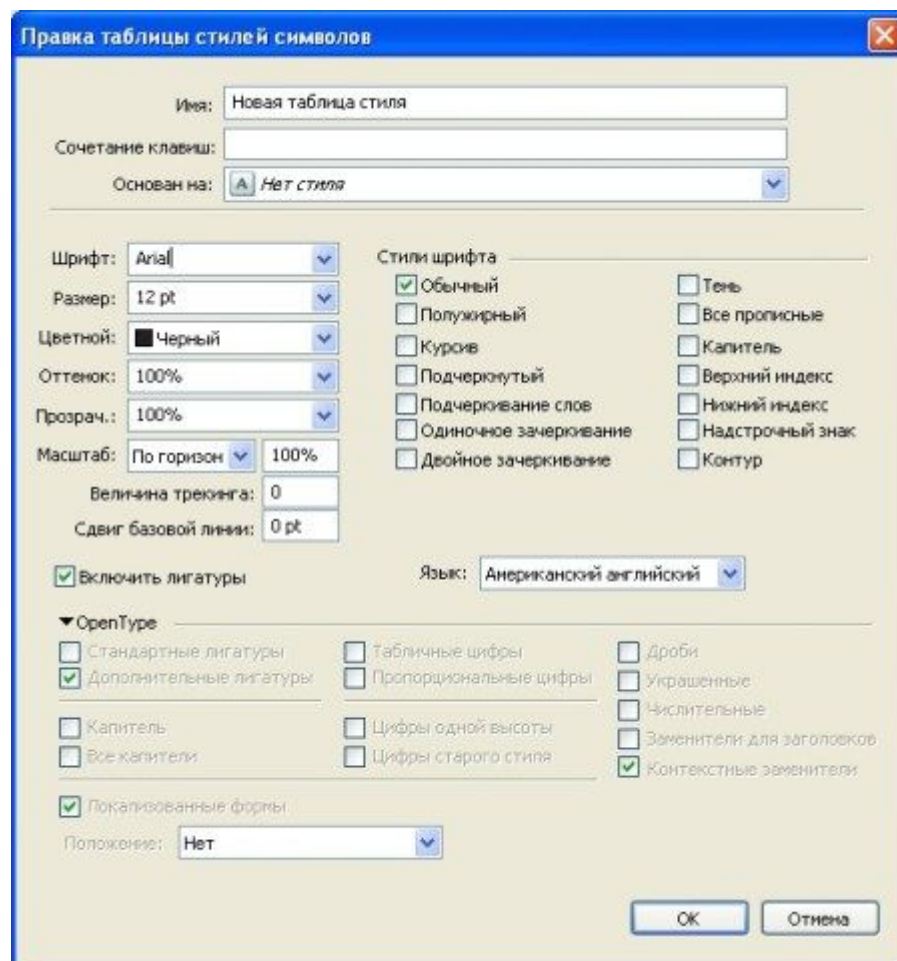 Правка таблицы стилей символов
Имя: Новая таблица стиля
Сочетание клавиш:
Основан на: A Нет стиля
Шрифт: Arial
Размер: 12 pt
Цветной: Черный
Оттенок: 100%
Прозрач.: 100%
Масштаб: По горизон 100%
Величина трекинга: 0
Сдвиг базовой линии: 0 pt
Стили шрифта
Обычный
Полужирный
Курсив
Подчеркнутый
Подчеркивание слов
Одиночное зачеркивание
Двойное зачеркивание
Тень
Все прописные
Капитель
Верхний индекс
Нижний индекс
Надстрочный знак
Контур
Включить лигатуры
Язык: Американский английский
OpenType
Стандартные лигатуры
Дополнительные лигатуры
Капитель
Все капители
Табличные цифры
Пропорциональные цифры
Цифры одной высоты
Цифры старого стиля
Дроби
Украшенные
Числительные
Заменители для заголовков
Контекстные заменители
Локализованные формы
Положение: Нет
OK
Отмена